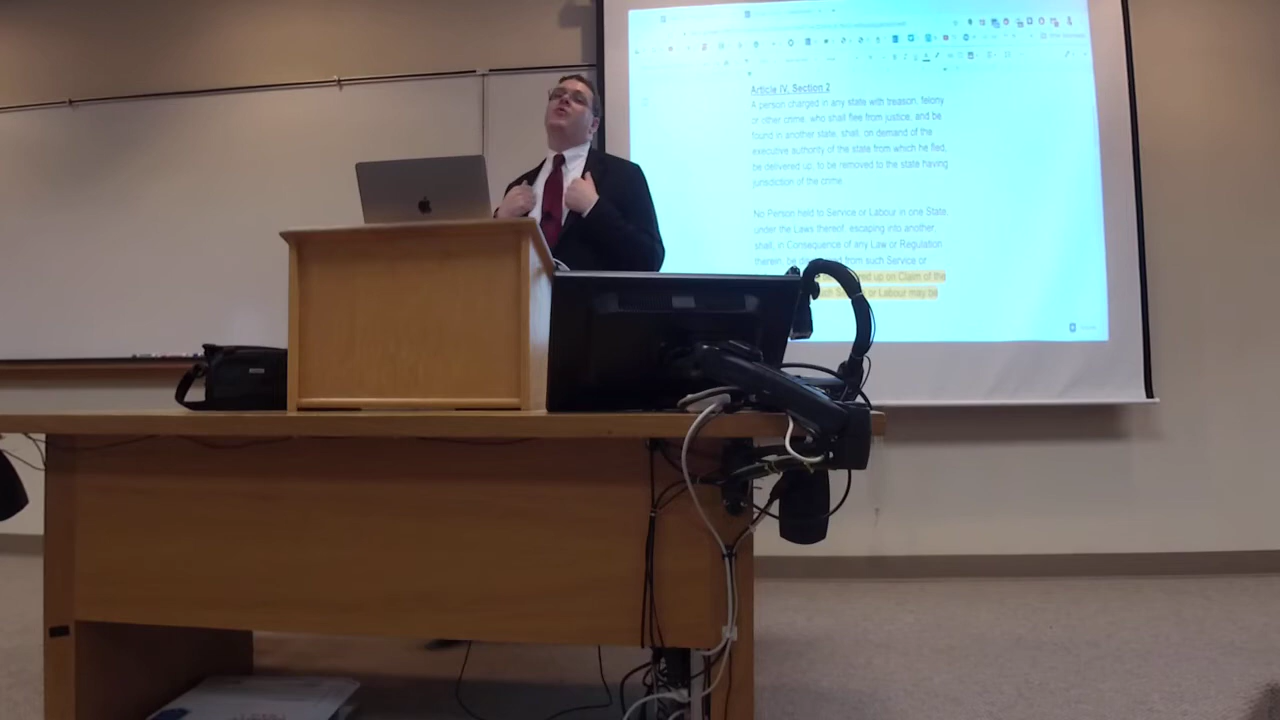 Article IV, Section 2
A person charged in any state with treason, felony
or other crime, who shall flee from justice, and be
found in another state, shall, on demand of the
executive authority of the state from which he fled,
be delivered up, to be removed to the state having
jurisdiction of the crime.
No Person held to Service or Labour in one State,
under the Laws thereof, escaping into another,
shall, in Consequence of any Law or Regulation
therein, be from such Service or
up on Claim of the
or Labour may be